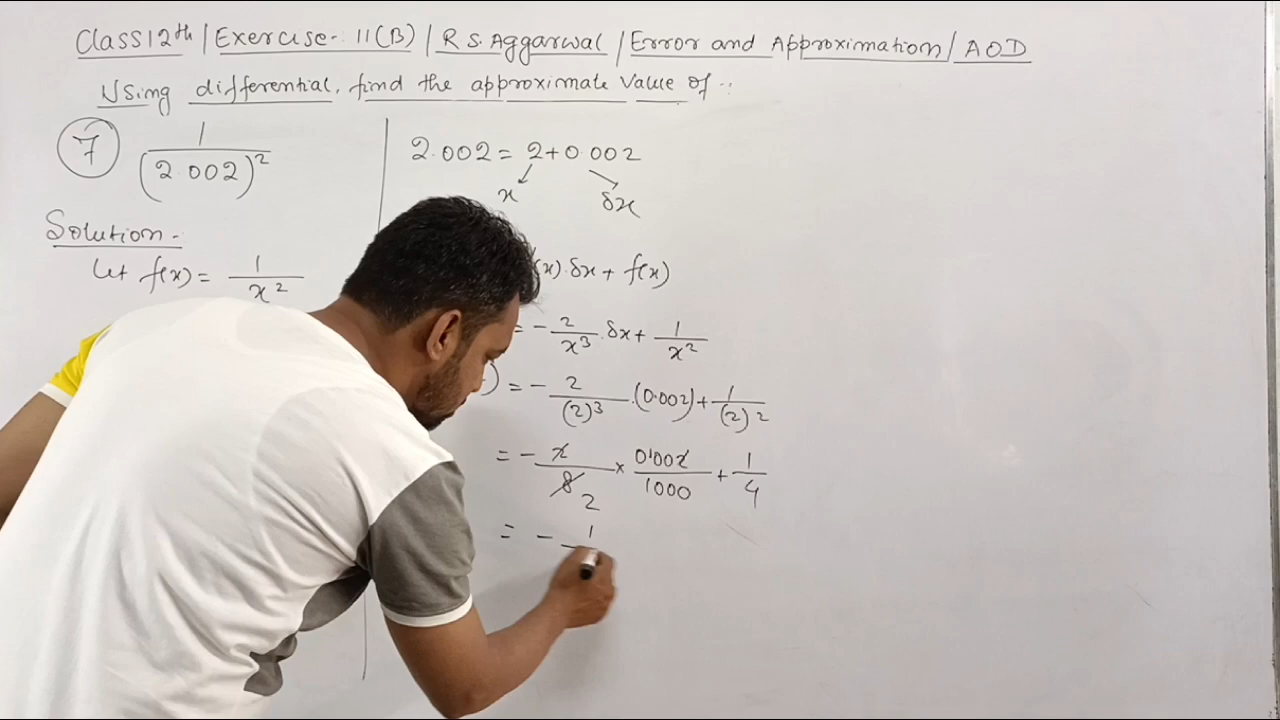 Class 12th / Exercise- 11(B) / R S. Aggarwal / Error and Approximation / AOD
Using differential, find the approximate value of :
7 1/(2.002)²
2.002 = 2 + 0.002
x δx
Solution -
Let f(x) = 1/x²
(x).δx + f(x)
= - 2/x³ . δx + 1/x²
) = - 2/(2)³ . (0.002) + 1/(2)²
= - 2/8 2 × 0.002/1000 + 1/4
= - 1